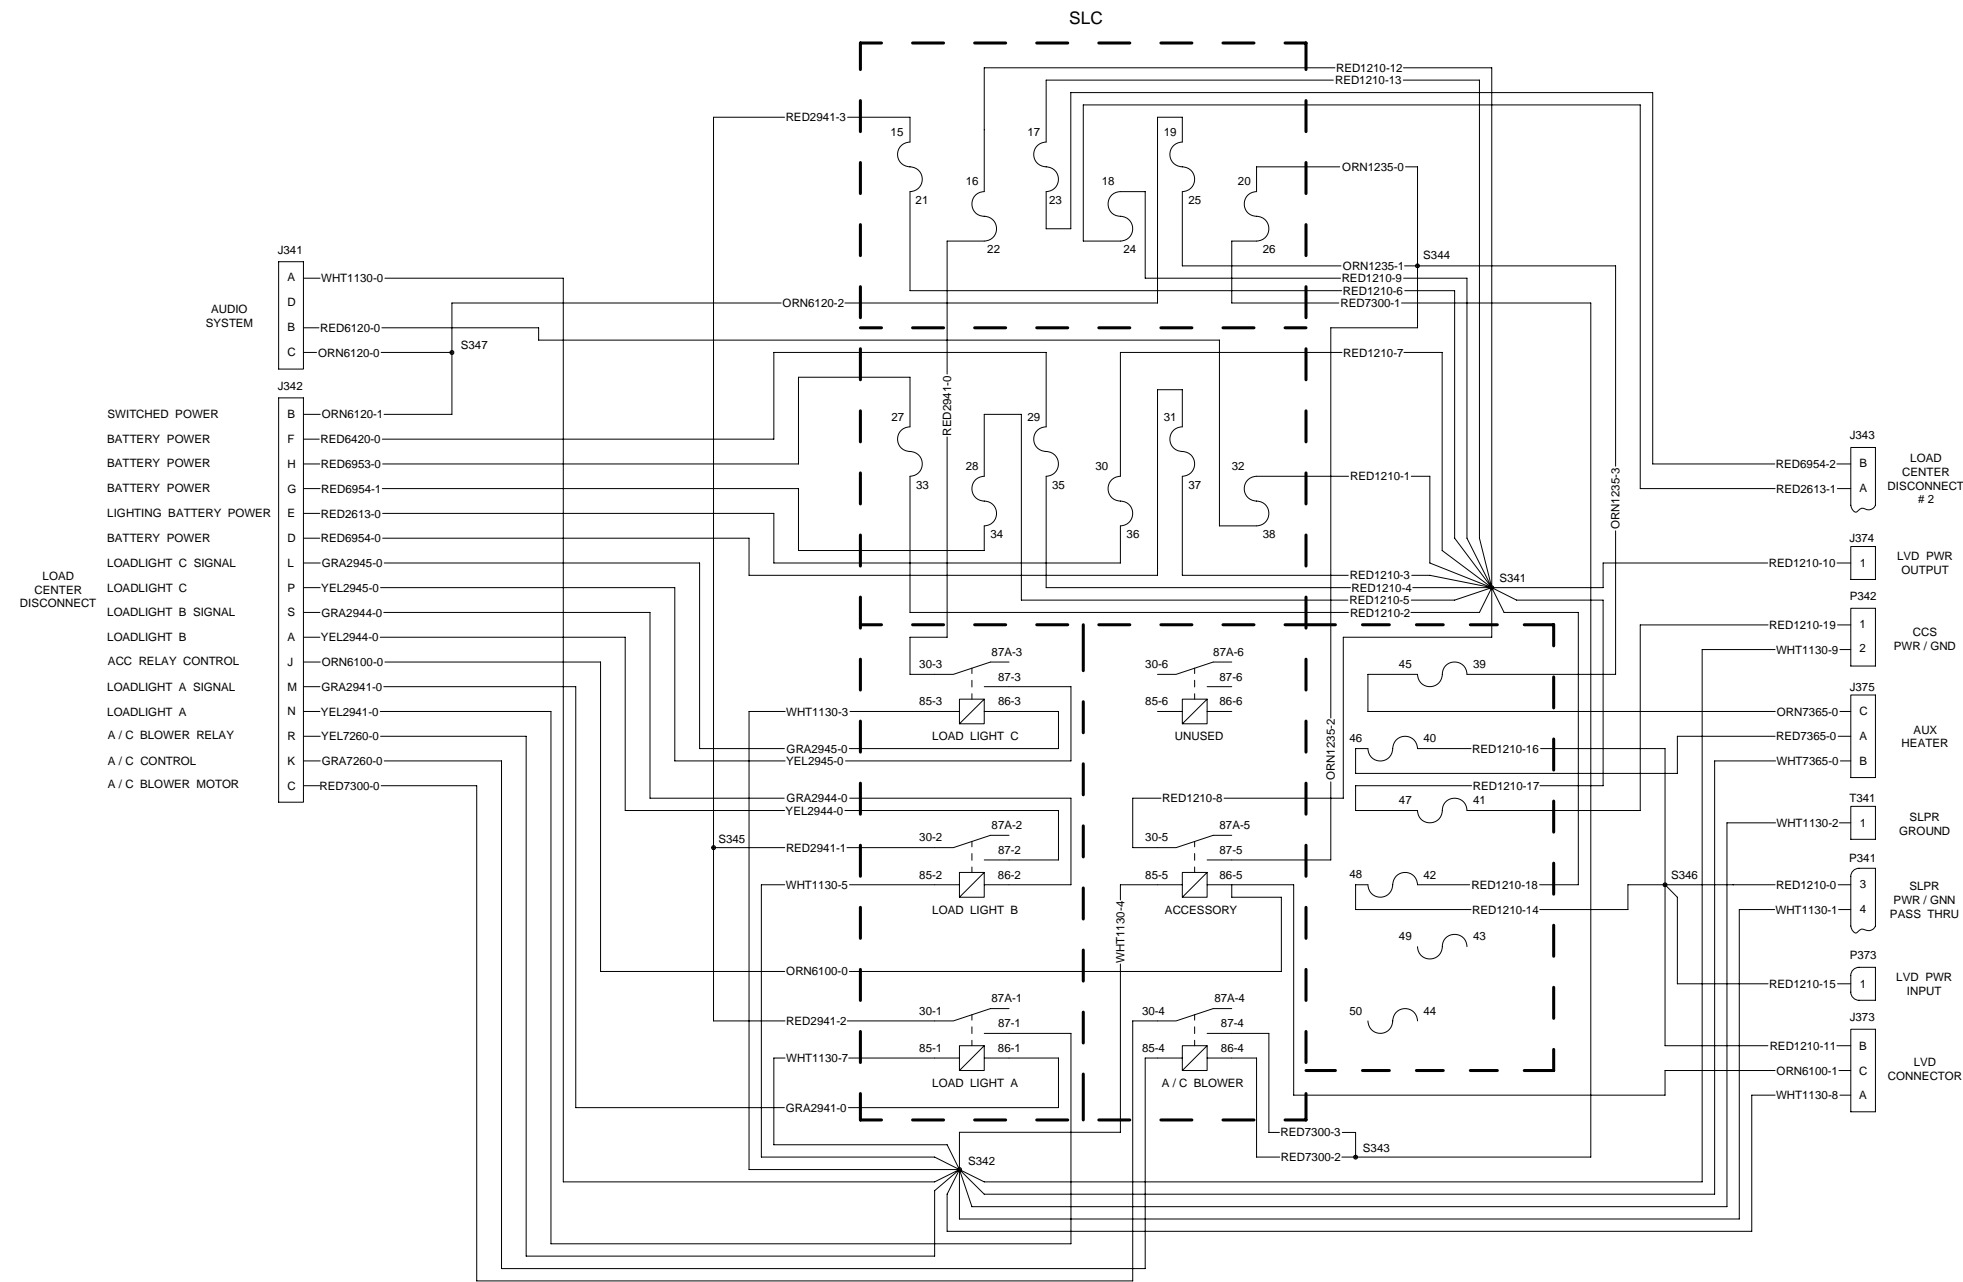 SLC
RED1210-12
RED1210-13
RED2941-3
15
17
19
ORN1235-0
16
18
20
21
23
25
22
24
26
J341
S344
ORN1235-1
A WHT1130-0
RED1210-9
RED1210-6
D
ORN6120-2
RED7300-1
AUDIO
SYSTEM
B RED6120-0
C ORN6120-0
S347
RED1210-7
J342
RED2941-0
SWITCHED POWER B ORN6120-1
BATTERY POWER F RED6420-0
BATTERY POWER H RED6953-0
BATTERY POWER G RED6954-1
LIGHTING BATTERY POWER E RED2613-0
BATTERY POWER D RED6954-0
LOADLIGHT C SIGNAL L GRA2945-0
LOADLIGHT C P YEL2945-0
LOADLIGHT B SIGNAL S GRA2944-0
LOADLIGHT B A YEL2944-0
ACC RELAY CONTROL J ORN6100-0
LOADLIGHT A SIGNAL M GRA2941-0
LOADLIGHT A N YEL2941-0
A / C BLOWER RELAY R YEL7260-0
A / C CONTROL K GRA7260-0
A / C BLOWER MOTOR C RED7300-0
LOAD
CENTER
DISCONNECT
27
29
31
28
30
32
RED1210-1
33
35
37
34
36
38
RED1210-3
RED1210-4
RED1210-5
RED1210-2
S341
ORN1235-3
J343
RED6954-2 B
RED2613-1 A
LOAD
CENTER
DISCONNECT
# 2
J374
RED1210-10 1
LVD PWR
OUTPUT
P342
RED1210-19 1
WHT1130-9 2
CCS
PWR / GND
J375
ORN7365-0 C
RED7365-0 A
WHT7365-0 B
AUX
HEATER
T341
WHT1130-2 1
SLPR
GROUND
P341
RED1210-0 3
WHT1130-1 4
SLPR
PWR / GNN
PASS THRU
P373
RED1210-15 1
LVD PWR
INPUT
J373
RED1210-11 B
ORN6100-1 C
WHT1130-8 A
LVD
CONNECTOR
87A-3
30-3
87-3
WHT1130-3
85-3
86-3
LOAD LIGHT C
GRA2945-0
YEL2945-0
87A-6
30-6
87-6
85-6
86-6
UNUSED
45
39
46
40
RED1210-16
RED1210-17
47
41
ORN1235-2
GRA2944-0
YEL2944-0
RED1210-8
S345
RED2941-1
87A-2
30-2
87-2
WHT1130-5
85-2
86-2
LOAD LIGHT B
87A-5
30-5
87-5
85-5
86-5
ACCESSORY
WHT1130-4
48
42
RED1210-18
RED1210-14
S346
49
43
ORN6100-0
50
44
RED2941-2
87A-1
30-1
87-1
WHT1130-7
85-1
86-1
LOAD LIGHT A
GRA2941-0
87A-4
30-4
87-4
85-4
86-4
A / C BLOWER
RED7300-3
RED7300-2
S343
S342